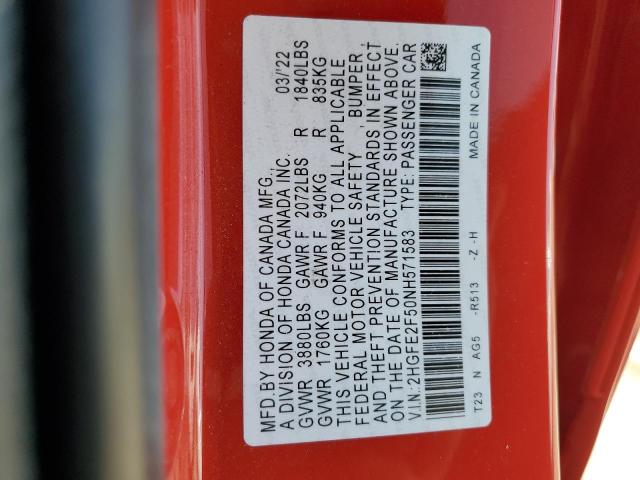 MFD.BY HONDA OF CANADA MFG.,
A DIVISION OF HONDA CANADA INC. 03/'22
GVWR 3880LBS GAWR F 2072LBS R 1840LBS
GVWR 1760KG GAWR F 940KG R 835KG
THIS VEHICLE CONFORMS TO ALL APPLICABLE
FEDERAL MOTOR VEHICLE SAFETY, BUMPER,
AND THEFT PREVENTION STANDARDS IN EFFECT
ON THE DATE OF MANUFACTURE SHOWN ABOVE.
V.I.N.:2HGFE2F50NH571583 TYPE: PASSENGER CAR
T23 N AG5 -R513 -Z -H MADE IN CANADA